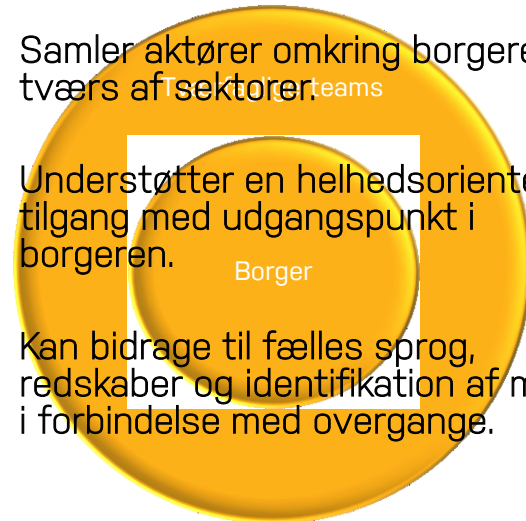 Samler aktører omkring borgere
tværs af sektorer.
teams
Understøtter en helhedsoriente
tilgang med udgangspunkt i
borgeren.
Borger
Kan bidrage til fælles sprog,
redskaber og identifikation af m
i forbindelse med overgange.